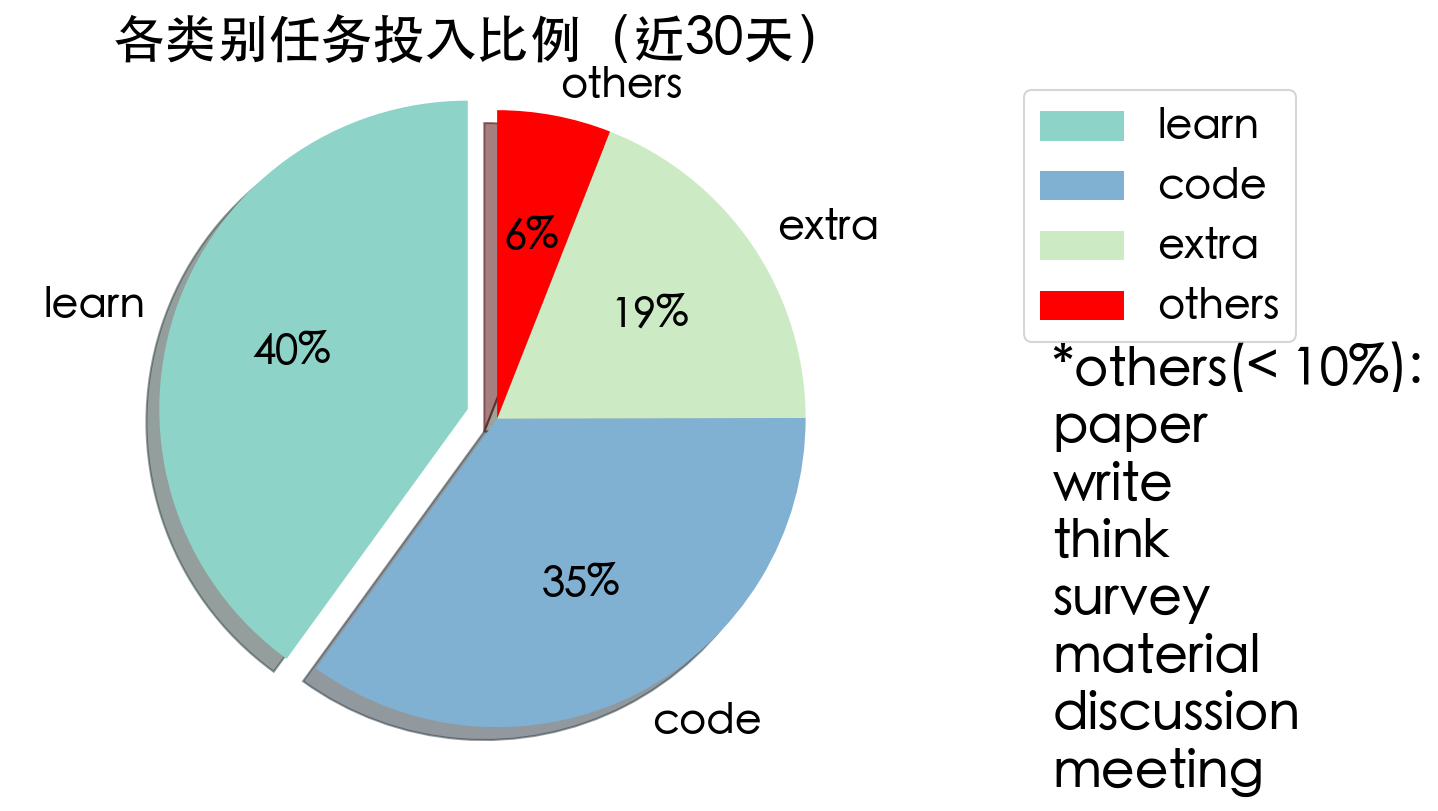 各类别任务投入比例（近30天）
others
extra
learn
code
6%
19%
40%
35%
learn
code
extra
others
*others(< 10%):
paper
write
think
survey
material
discussion
meeting